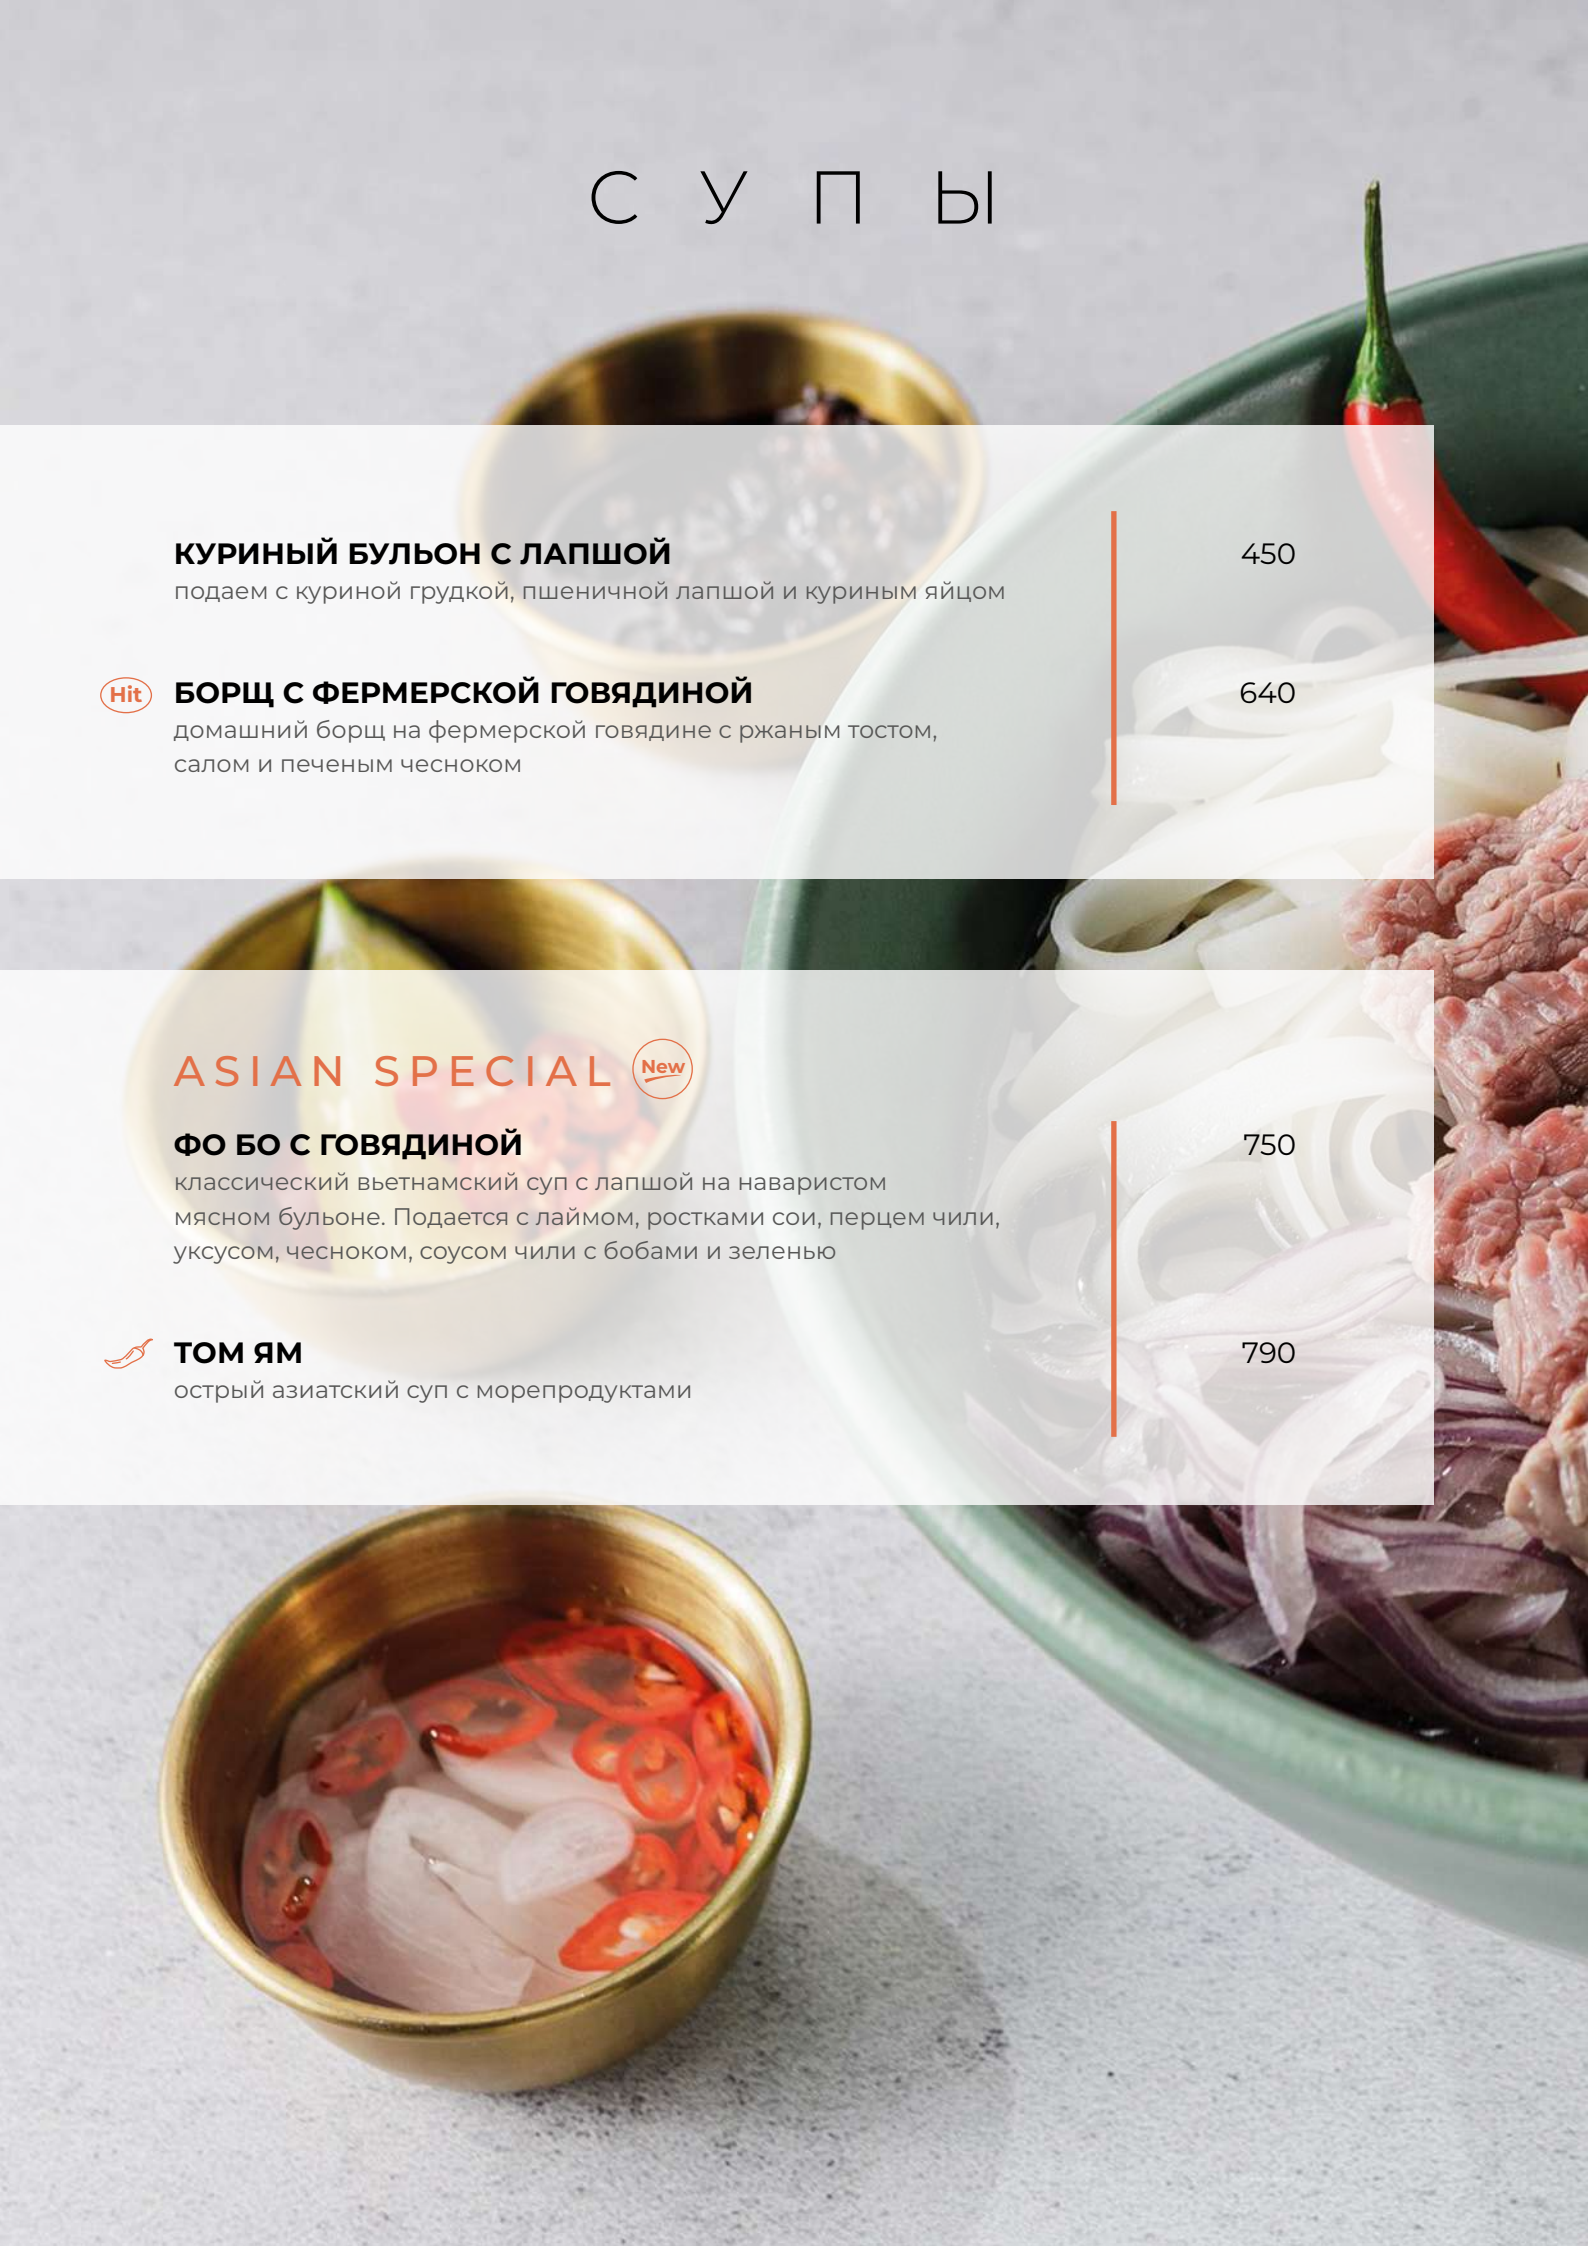 СУПЫ
КУРИНЫЙ БУЛЬОН С ЛАПШОЙ 450
подаем с куриной грудкой, пшеничной лапшой и куриным яйцом
Hit БОРЩ С ФЕРМЕРСКОЙ ГОВЯДИНОЙ 640
домашний борщ на фермерской говядине с ржаным тостом,
салом и печеным чесноком
ASIAN SPECIAL New
ФО БО С ГОВЯДИНОЙ 750
классический вьетнамский суп с лапшой на наваристом
мясном бульоне. Подается с лаймом, ростками сои, перцем чили,
уксусом, чесноком, соусом чили с бобами и зеленью
ТОМ ЯМ 790
острый азиатский суп с морепродуктами